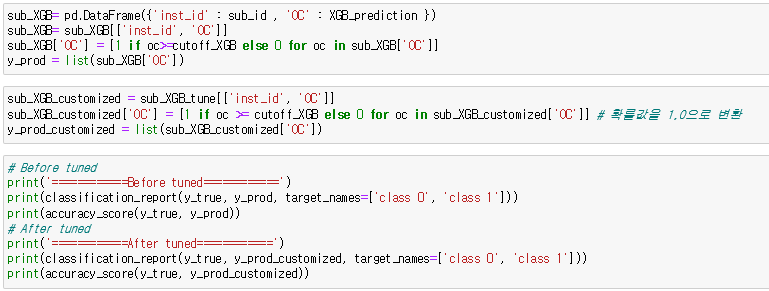 sub_XGB= pd.DataFrame({'inst_id' : sub_id , 'OC' : XGB_prediction })
sub_XGB= sub_XGB[['inst_id', 'OC']]
sub_XGB['OC'] = [1 if oc>=cutoff_XGB else 0 for oc in sub_XGB['OC']]
y_prod = list(sub_XGB['OC'])
sub_XGB_customized = sub_XGB_tune[['inst_id', 'OC']]
sub_XGB_customized['OC'] = [1 if oc >= cutoff_XGB else 0 for oc in sub_XGB_customized['OC']] # 확률값을 1,0으로 변환
y_prod_customized = list(sub_XGB_customized['OC'])
# Before tuned
print('===========Before tuned===========')
print(classification_report(y_true, y_prod, target_names=['class 0', 'class 1']))
print(accuracy_score(y_true, y_prod))
# After tuned
print('===========After tuned===========')
print(classification_report(y_true, y_prod_customized, target_names=['class 0', 'class 1']))
print(accuracy_score(y_true, y_prod_customized))